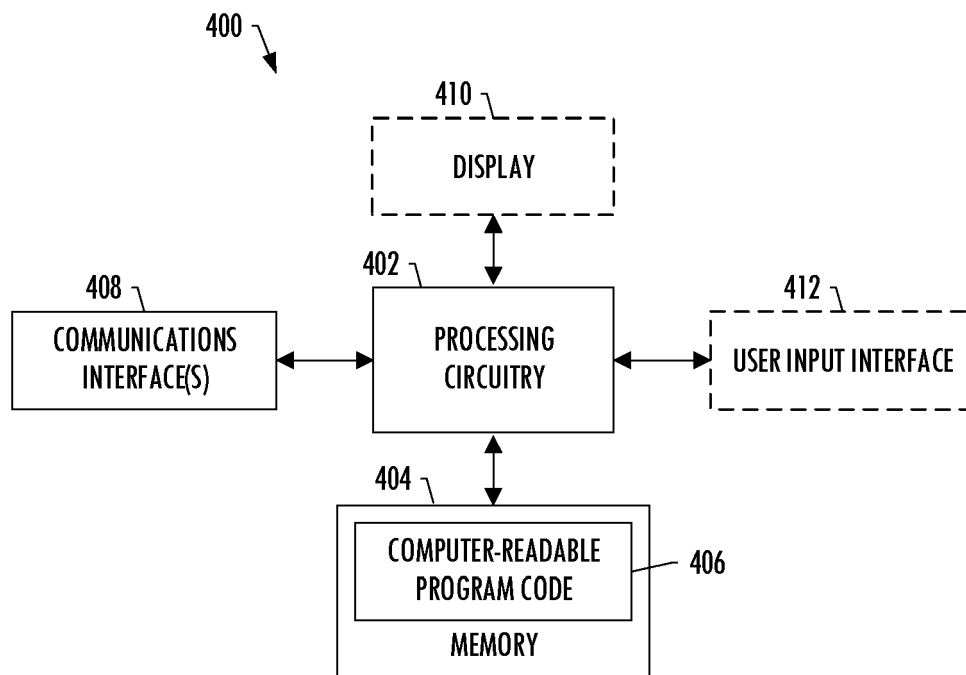 400
410
DISPLAY
402
408
412
COMMUNICATIONS
INTERFACE(S)
PROCESSING
CIRCUITRY
USER INPUT INTERFACE
404
COMPUTER-READABLE
PROGRAM CODE
406
MEMORY